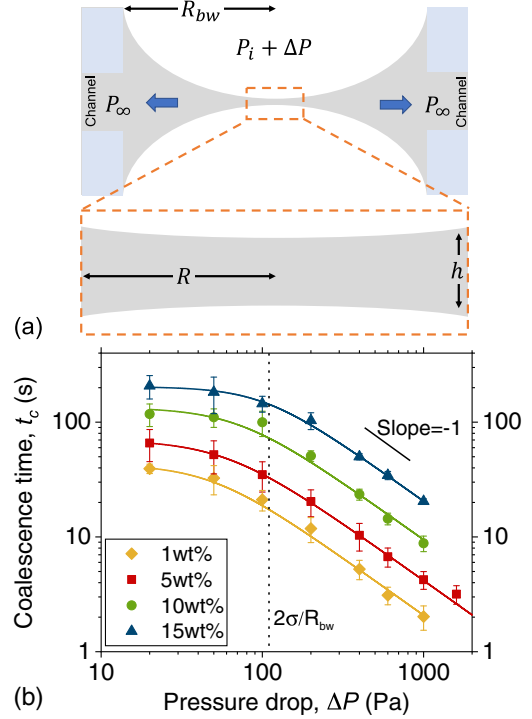 R_bw
P_i + ΔP
Channel
P_∞
P_∞
Channel
R
h
(a)
Coalescence time, t_c (s)
100
10
1
100
10
1
Slope=-1
1wt%
5wt%
10wt%
15wt%
2σ/R_bw
10
100
1000
Pressure drop, ΔP (Pa)
(b)